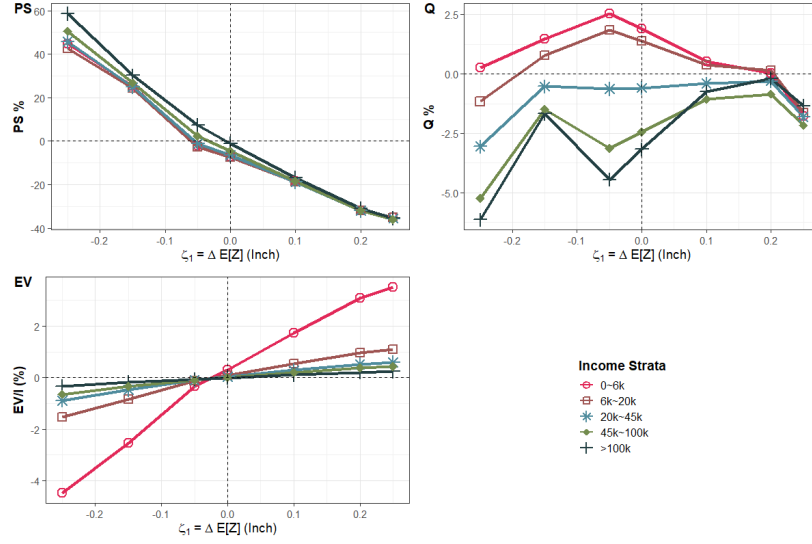 PS
PS %
60
40
20
0
-20
-40
-0.2
-0.1
0.0
0.1
0.2
ζ1 = Δ E[Z] (Inch)
Q
Q %
2.5
0.0
-2.5
-5.0
-0.2
-0.1
0.0
0.1
0.2
ζ1 = Δ E[Z] (Inch)
EV
EV/I (%)
2
0
-2
-4
-0.2
-0.1
0.0
0.1
0.2
ζ1 = Δ E[Z] (Inch)
Income Strata
0~6k
6k~20k
20k~45k
45k~100k
>100k